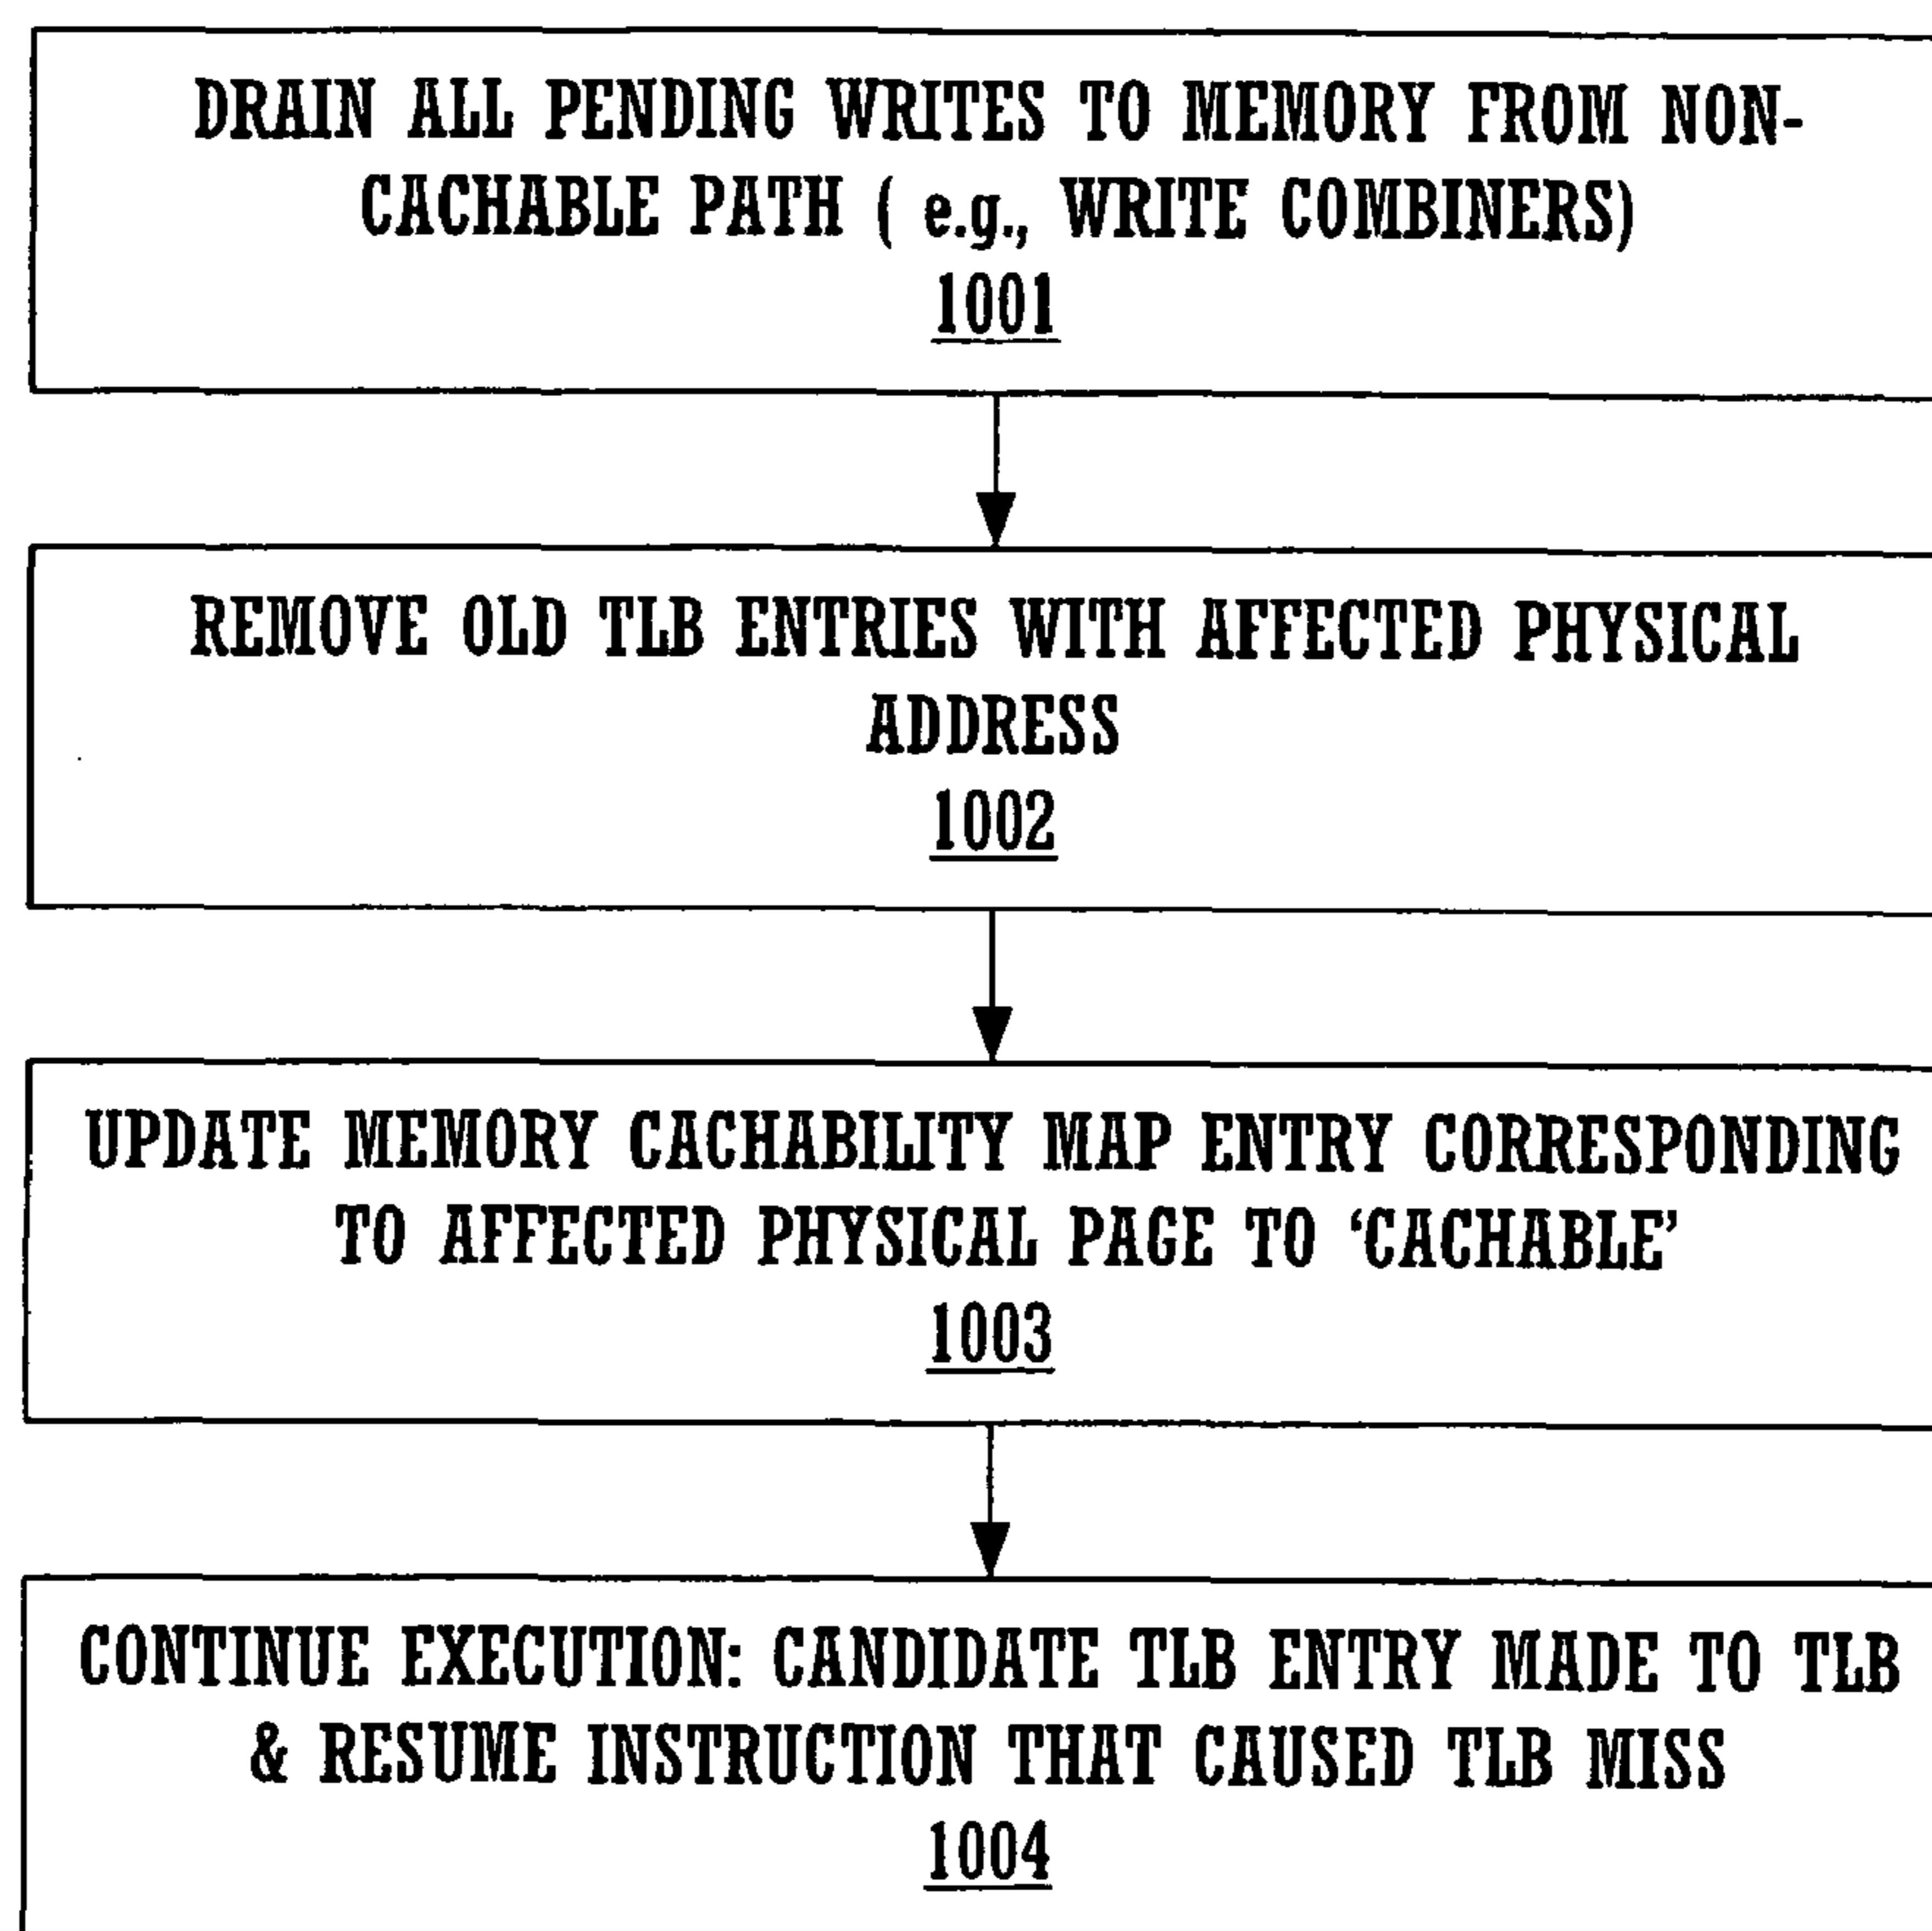 DRAIN ALL PENDING WRITES TO MEMORY FROM NON-
CACHABLE PATH ( e.g., WRITE COMBINERS)
1001
REMOVE OLD TLB ENTRIES WITH AFFECTED PHYSICAL
ADDRESS
1002
UPDATE MEMORY CACHABILITY MAP ENTRY CORRESPONDING
TO AFFECTED PHYSICAL PAGE TO ‘CACHABLE’
1003
CONTINUE EXECUTION: CANDIDATE TLB ENTRY MADE TO TLB
& RESUME INSTRUCTION THAT CAUSED TLB MISS
1004